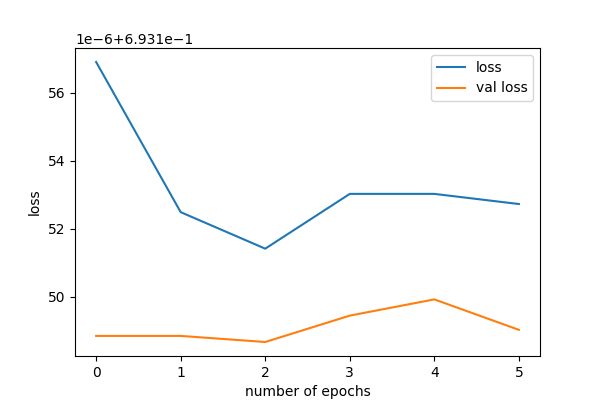 1e−6+6.931e−1
loss
val loss
56
54
52
50
loss
0 1 2 3 4 5
number of epochs